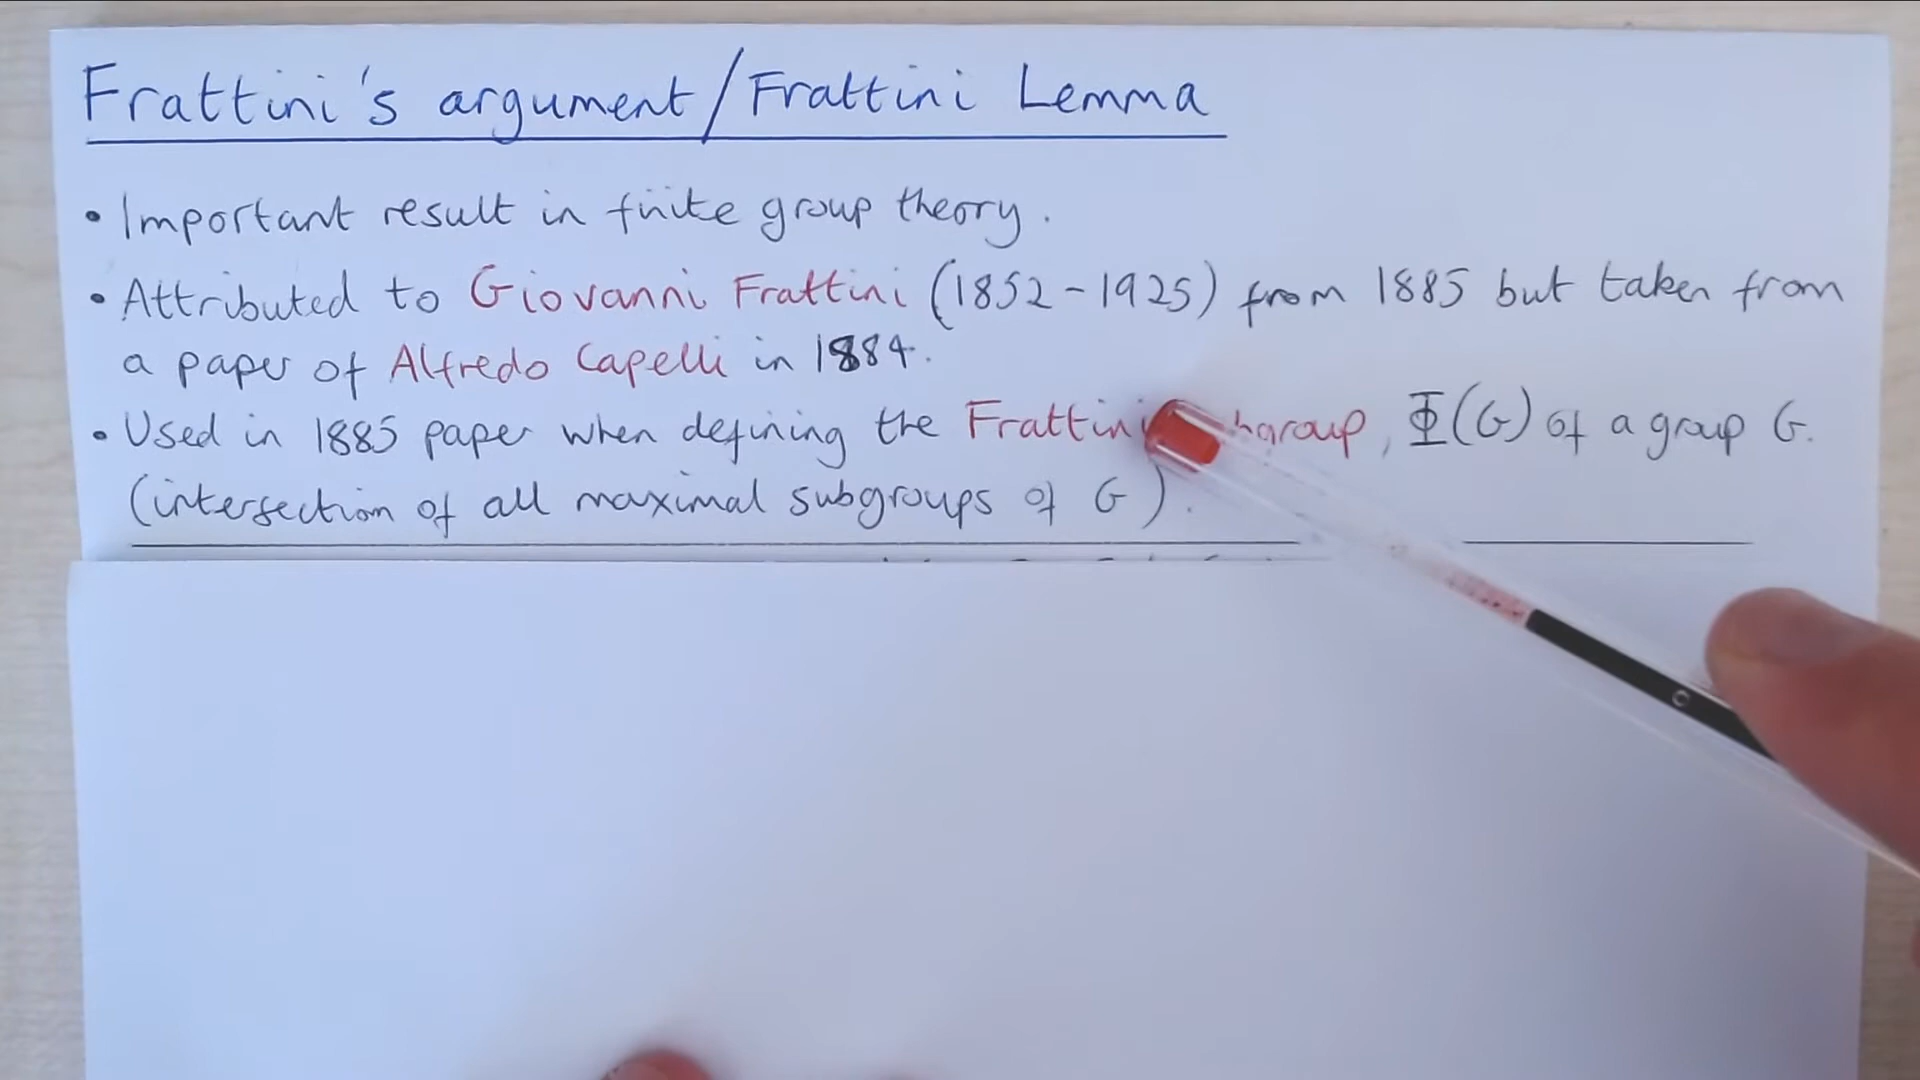 Frattini's argument/Frattini Lemma
• Important result in finite group theory.
• Attributed to Giovanni Frattini (1852-1925) from 1885 but taken from
a paper of Alfredo Capelli in 1884.
• Used in 1885 paper when defining the Frattini group, Φ(G) of a group G.
(intersection of all maximal subgroups of G).